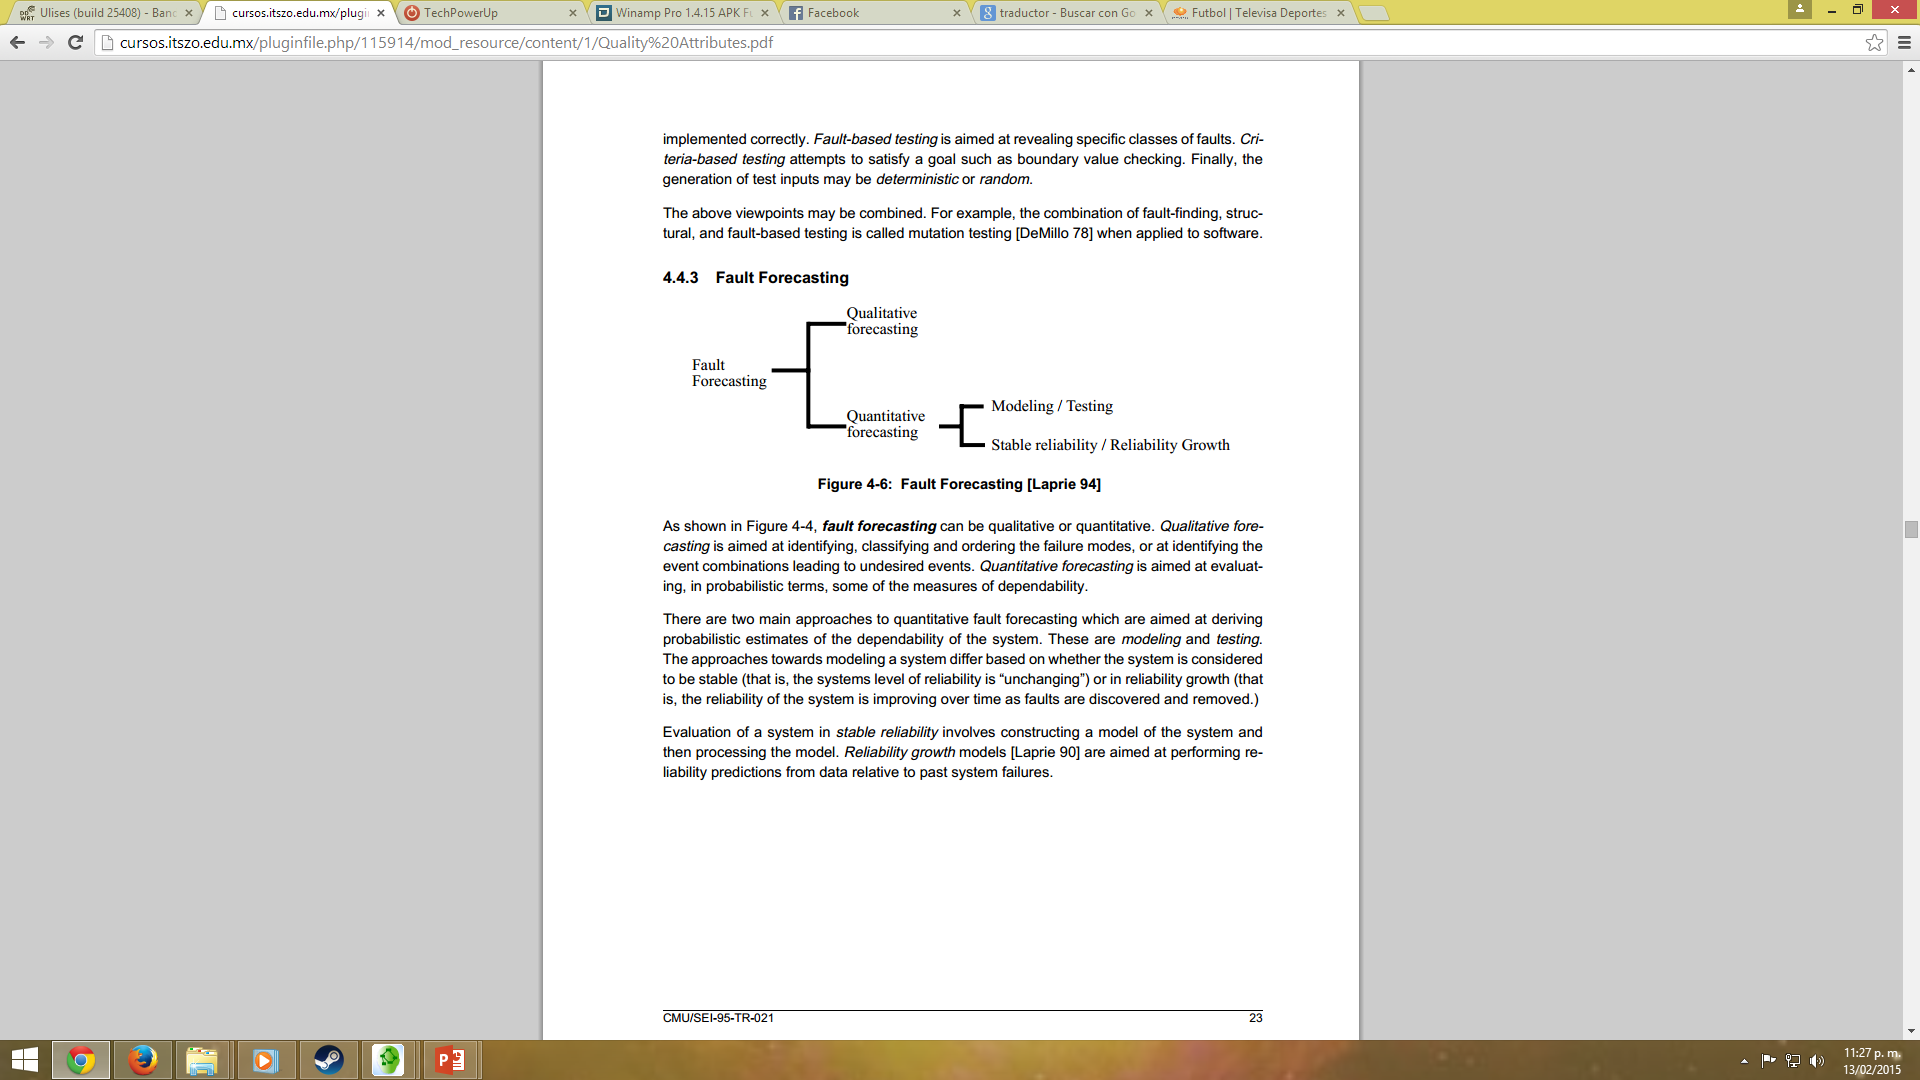 Ulises (build 25408) - Banc
cursos.itszo.edu.mx/plugi
TechPowerUp
Winamp Pro 1.4.15 APK Fu
Facebook
traductor - Buscar con Go
Futbol | Televisa Deportes
cursos.itszo.edu.mx/pluginfile.php/115914/mod_resource/content/1/Quality%20Attributes.pdf
implemented correctly. Fault-based testing is aimed at revealing specific classes of faults. Cri-
teria-based testing attempts to satisfy a goal such as boundary value checking. Finally, the
generation of test inputs may be deterministic or random.
The above viewpoints may be combined. For example, the combination of fault-finding, struc-
tural, and fault-based testing is called mutation testing [DeMillo 78] when applied to software.
4.4.3 Fault Forecasting
Qualitative
forecasting
Fault
Forecasting
Quantitative
forecasting
Modeling / Testing
Stable reliability / Reliability Growth
Figure 4-6: Fault Forecasting [Laprie 94]
As shown in Figure 4-4, fault forecasting can be qualitative or quantitative. Qualitative fore-
casting is aimed at identifying, classifying and ordering the failure modes, or at identifying the
event combinations leading to undesired events. Quantitative forecasting is aimed at evaluat-
ing, in probabilistic terms, some of the measures of dependability.
There are two main approaches to quantitative fault forecasting which are aimed at deriving
probabilistic estimates of the dependability of the system. These are modeling and testing.
The approaches towards modeling a system differ based on whether the system is considered
to be stable (that is, the systems level of reliability is “unchanging”) or in reliability growth (that
is, the reliability of the system is improving over time as faults are discovered and removed.)
Evaluation of a system in stable reliability involves constructing a model of the system and
then processing the model. Reliability growth models [Laprie 90] are aimed at performing re-
liability predictions from data relative to past system failures.
CMU/SEI-95-TR-021 23
11:27 p. m.
13/02/2015